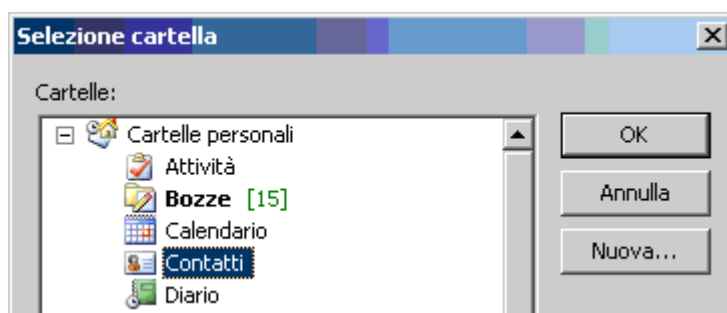 Selezione cartella
Cartelle:
Cartelle personali
Attività
Bozze [15]
Calendario
Contatti
Diario
OK
Annulla
Nuova...